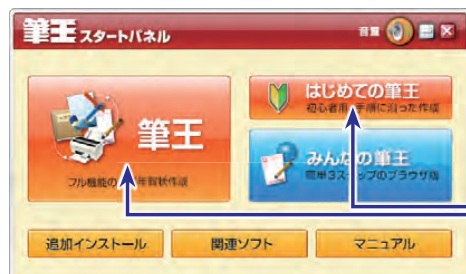 筆王 スタートパネル
音量
はじめての筆王
初心者用 手順に沿った作成
筆王
フル機能の 年賀状作成
みんなの筆王
簡単3ステップのブラウザ版
追加インストール
関連ソフト
マニュアル